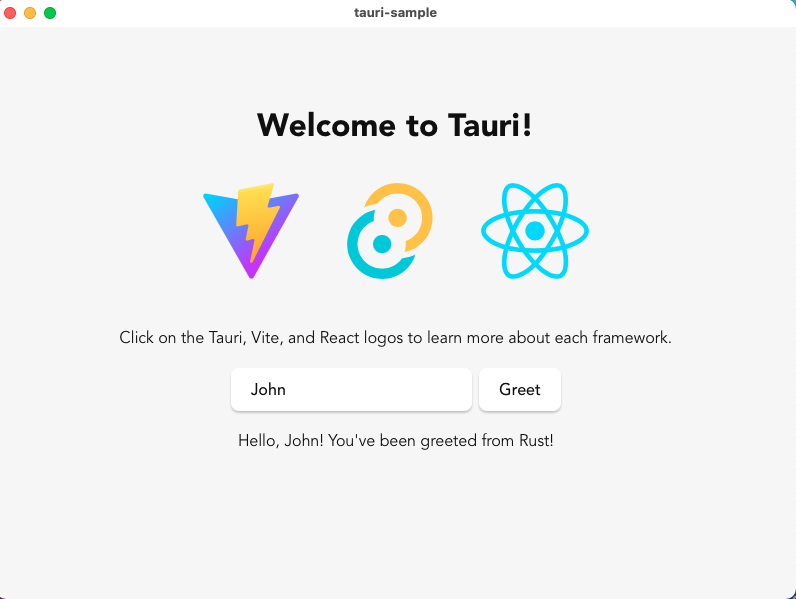 tauri-sample
Welcome to Tauri!
Click on the Tauri, Vite, and React logos to learn more about each framework.
John
Greet
Hello, John! You've been greeted from Rust!